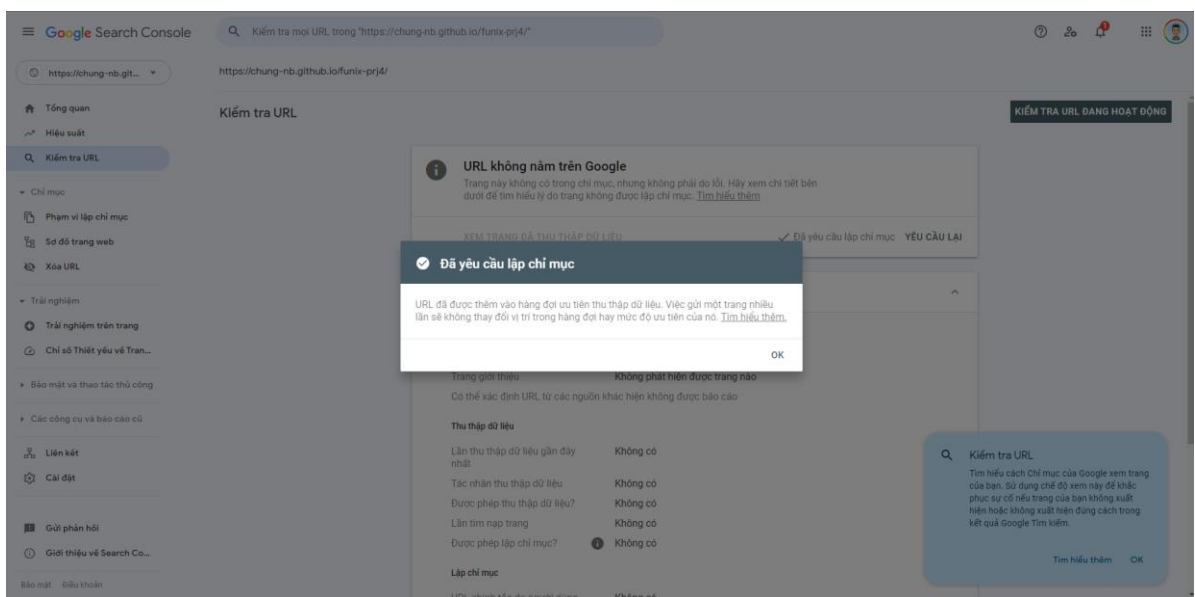 Google Search Console
Kiểm tra mọi URL trong "https://chung-nb.github.io/funix-prj4/"
https://chung-nb.git...
https://chung-nb.github.io/funix-prj4/
Tổng quan
Hiệu suất
Kiểm tra URL
Chỉ mục
Phạm vi lập chỉ mục
Sơ đồ trang web
Xóa URL
Trải nghiệm
Trải nghiệm trên trang
Chỉ số Thiết yếu về Tran...
Bảo mật và thao tác thủ công
Các công cụ và báo cáo cũ
Liên kết
Cài đặt
Gửi phản hồi
Giới thiệu về Search Co...
Bảo mật Điều khoản
Kiểm tra URL
KIỂM TRA URL ĐANG HOẠT ĐỘNG
URL không nằm trên Google
Trang này không có trong chỉ mục, nhưng không phải do lỗi. Hãy xem chi tiết bên
dưới để tìm hiểu lý do trang không được lập chỉ mục. Tìm hiểu thêm
XEM TRANG ĐÃ THU THẬP DỮ LIỆU
Đã yêu cầu lập chỉ mục YÊU CẦU LẠI
Đã yêu cầu lập chỉ mục
URL đã được thêm vào hàng đợi ưu tiên thu thập dữ liệu. Việc gửi một trang nhiều
lần sẽ không thay đổi vị trí trong hàng đợi hay mức độ ưu tiên của nó. Tìm hiểu thêm.
OK
Trang giới thiệu Không phát hiện được trang nào
Có thể xác định URL từ các nguồn khác hiện không được báo cáo
Thu thập dữ liệu
Lần thu thập dữ liệu gần đây
nhất
Không có
Tác nhân thu thập dữ liệu Không có
Được phép thu thập dữ liệu? Không có
Lần tìm nạp trang Không có
Được phép lập chỉ mục? Không có
Lập chỉ mục
URL chính tắc do người dùng Không có
Kiểm tra URL
Tìm hiểu cách Chỉ mục của Google xem trang
của bạn. Sử dụng chế độ xem này để khắc
phục sự cố nếu trang của bạn không xuất
hiện hoặc không xuất hiện đúng cách trong
kết quả Google Tìm kiếm.
Tìm hiểu thêm OK